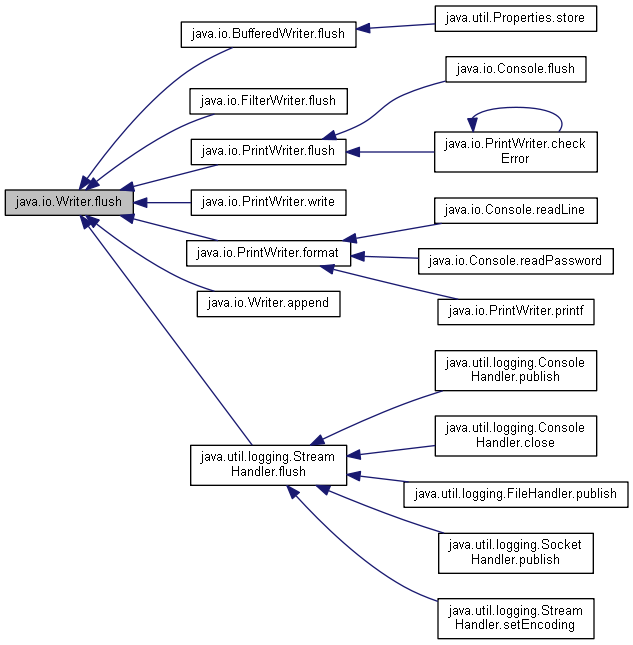 java.io.Writer.flush
java.io.BufferedWriter.flush
java.util.Properties.store
java.io.FilterWriter.flush
java.io.PrintWriter.flush
java.io.Console.flush
java.io.PrintWriter.check
Error
java.io.PrintWriter.write
java.io.PrintWriter.format
java.io.Console.readLine
java.io.Console.readPassword
java.io.PrintWriter.printf
java.io.Writer.append
java.util.logging.Stream
Handler.flush
java.util.logging.Console
Handler.publish
java.util.logging.Console
Handler.close
java.util.logging.FileHandler.publish
java.util.logging.Socket
Handler.publish
java.util.logging.Stream
Handler.setEncoding